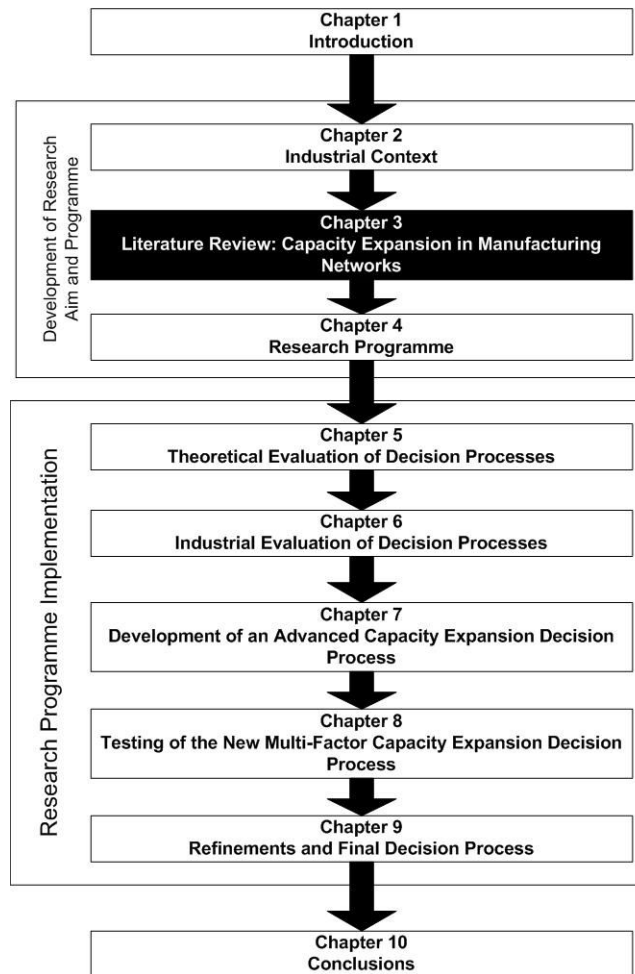 Chapter 1
Introduction
Development of Research
Aim and Programme
Chapter 2
Industrial Context
Chapter 3
Literature Review: Capacity Expansion in Manufacturing
Networks
Chapter 4
Research Programme
Research Programme Implementation
Chapter 5
Theoretical Evaluation of Decision Processes
Chapter 6
Industrial Evaluation of Decision Processes
Chapter 7
Development of an Advanced Capacity Expansion Decision
Process
Chapter 8
Testing of the New Multi-Factor Capacity Expansion Decision
Process
Chapter 9
Refinements and Final Decision Process
Chapter 10
Conclusions